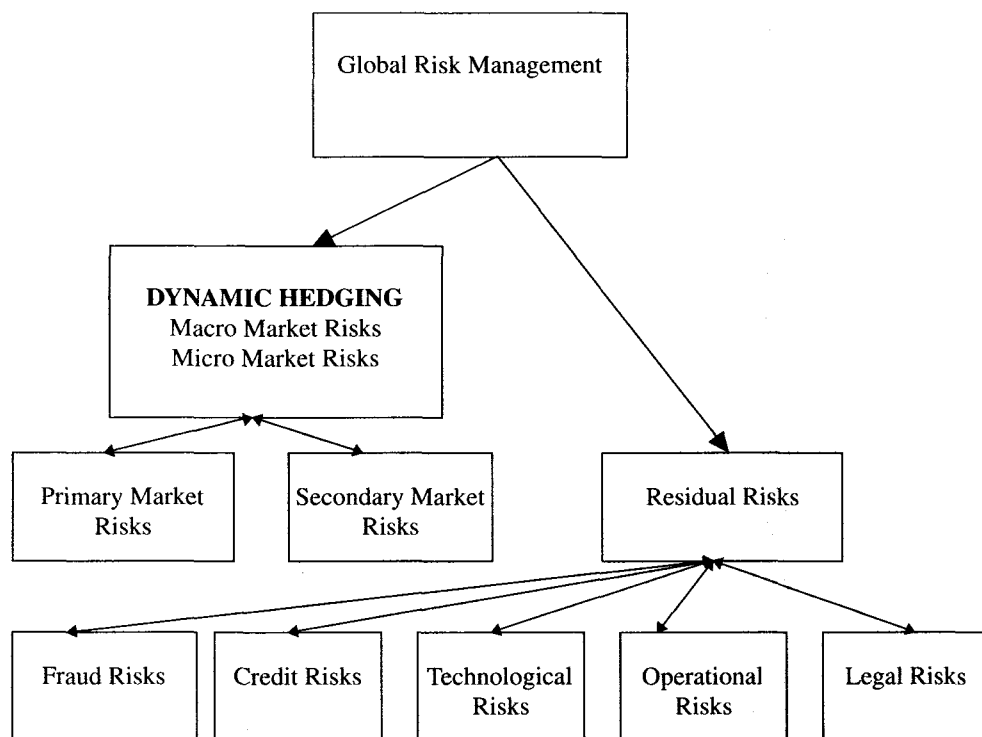 Global Risk Management
DYNAMIC HEDGING
Macro Market Risks
Micro Market Risks
Primary Market
Risks
Secondary Market
Risks
Residual Risks
Fraud Risks
Credit Risks
Technological
Risks
Operational
Risks
Legal Risks